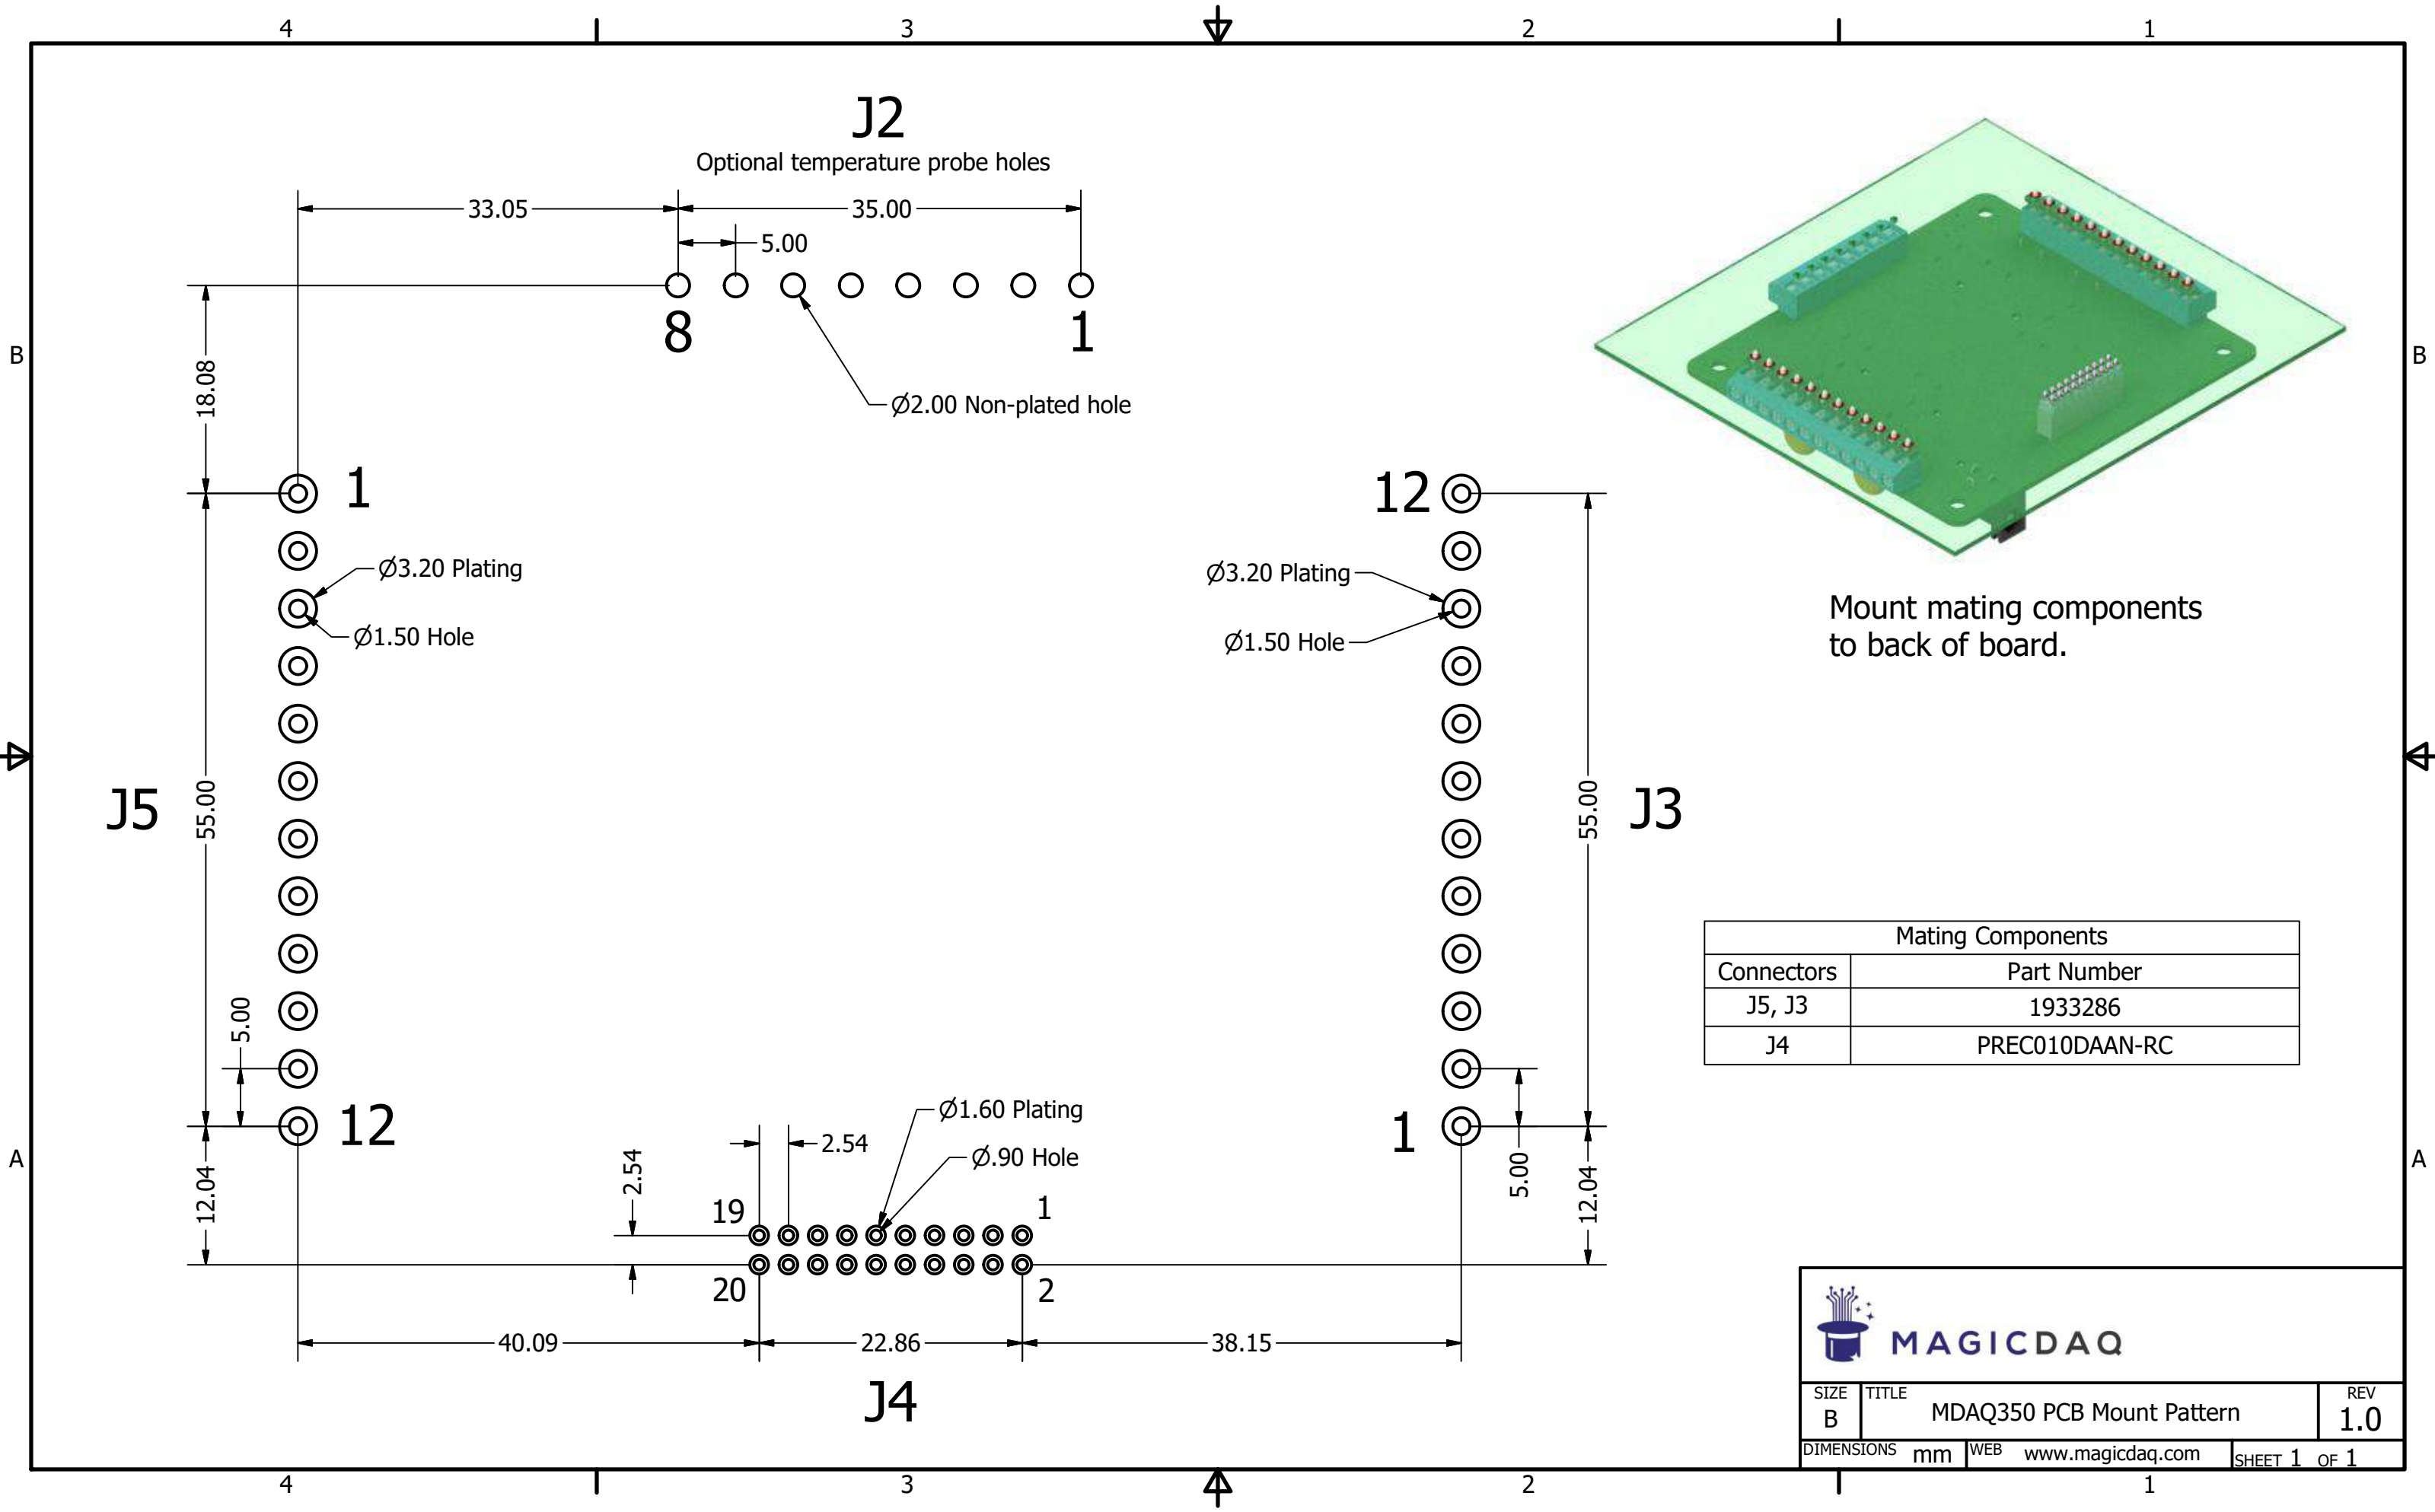 4
3
2
1
J2
Optional temperature probe holes
33.05
35.00
5.00
8
1
B
B
18.08
Ø2.00 Non-plated hole
1
12
Ø3.20 Plating
Ø3.20 Plating
Ø1.50 Hole
Ø1.50 Hole
Mount mating components
to back of board.
J5
55.00
55.00
J3
Mating Components
Connectors
Part Number
J5, J3
1933286
J4
PREC010DAAN-RC
5.00
12
1
Ø1.60 Plating
2.54
Ø.90 Hole
2.54
A
A
12.04
5.00
12.04
19
1
20
2
40.09
22.86
38.15
J4
MAGICDAQ
SIZE
B
TITLE
MDAQ350 PCB Mount Pattern
REV
1.0
DIMENSIONS mm
WEB www.magicdaq.com
SHEET 1 OF 1
4
3
2
1